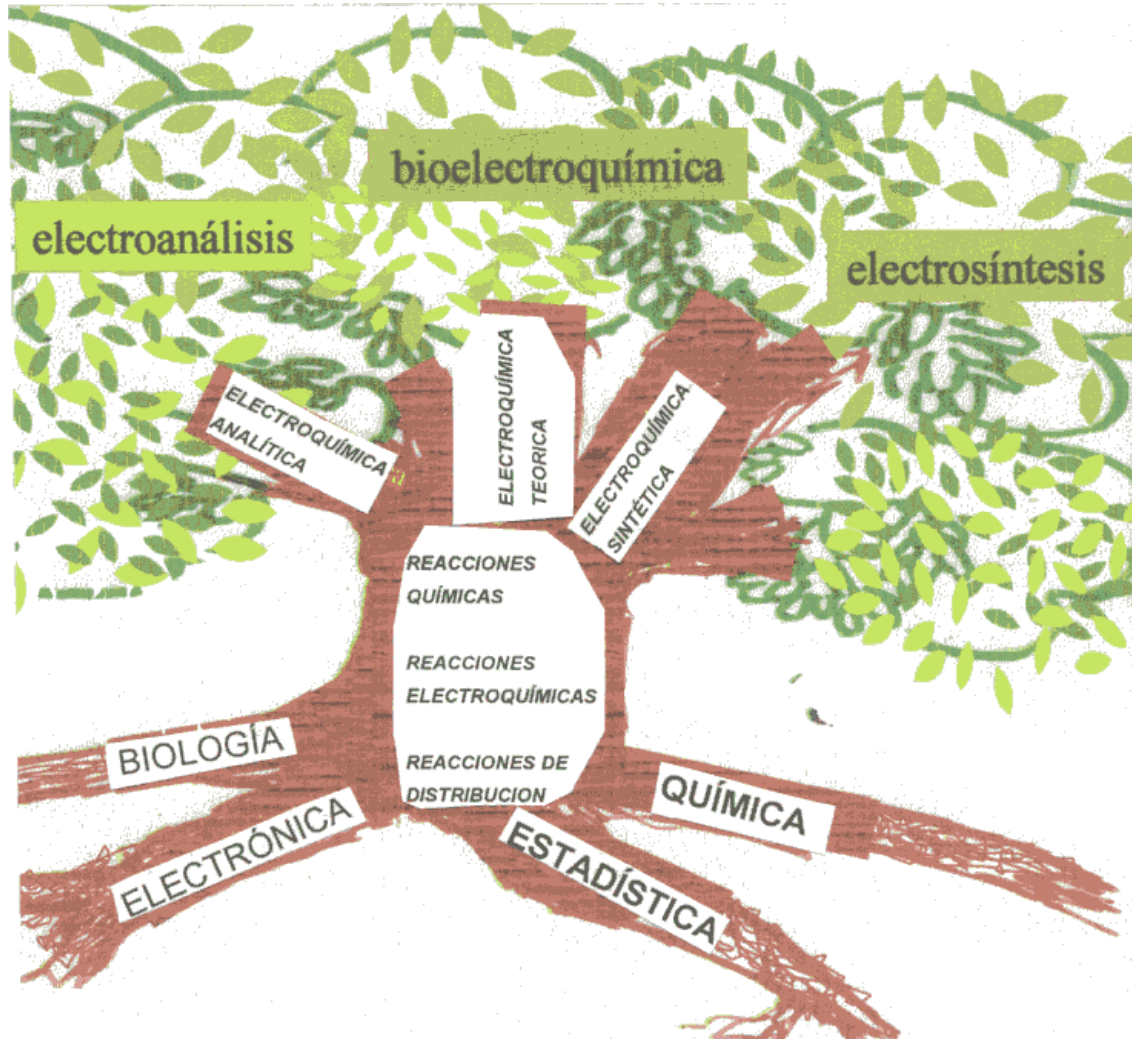 bioelectroquímica
electroanálisis
electrosíntesis
ELECTROQUÍMICA
ANALÍTICA
ELECTROQUÍMICA
TEORICA
ELECTROQUÍMICA
SINTÉTICA
REACCIONES
QUÍMICAS
REACCIONES
ELECTROQUÍMICAS
REACCIONES DE
DISTRIBUCION
BIOLOGÍA
ELECTRÓNICA
QUÍMICA
ESTADÍSTICA